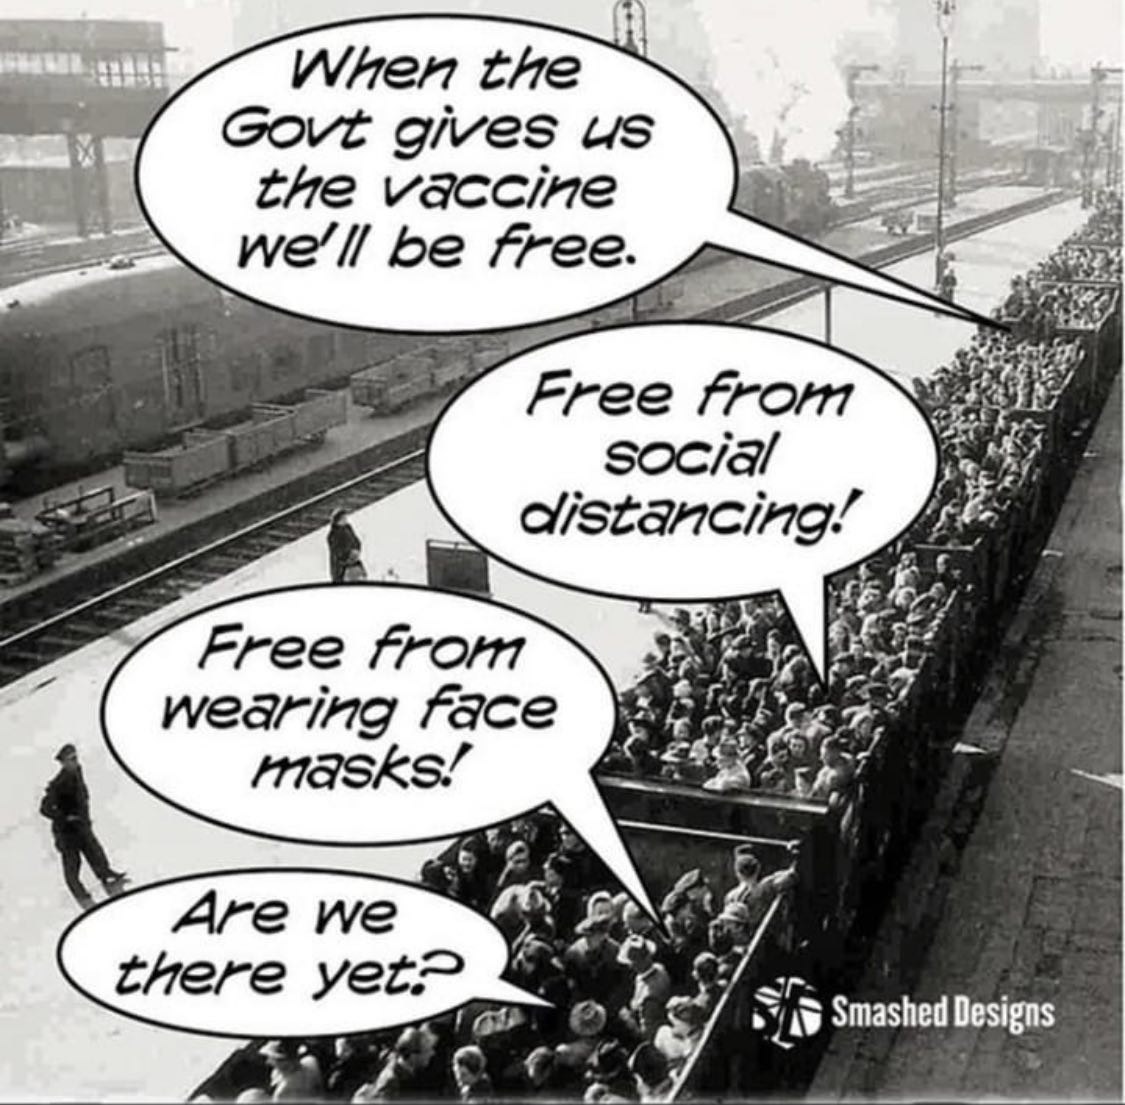 When the
Govt gives us
the vaccine
we'll be free.
Free from
social
distancing!
Free from
wearing face
masks!
Are we
there yet?
Smashed Designs